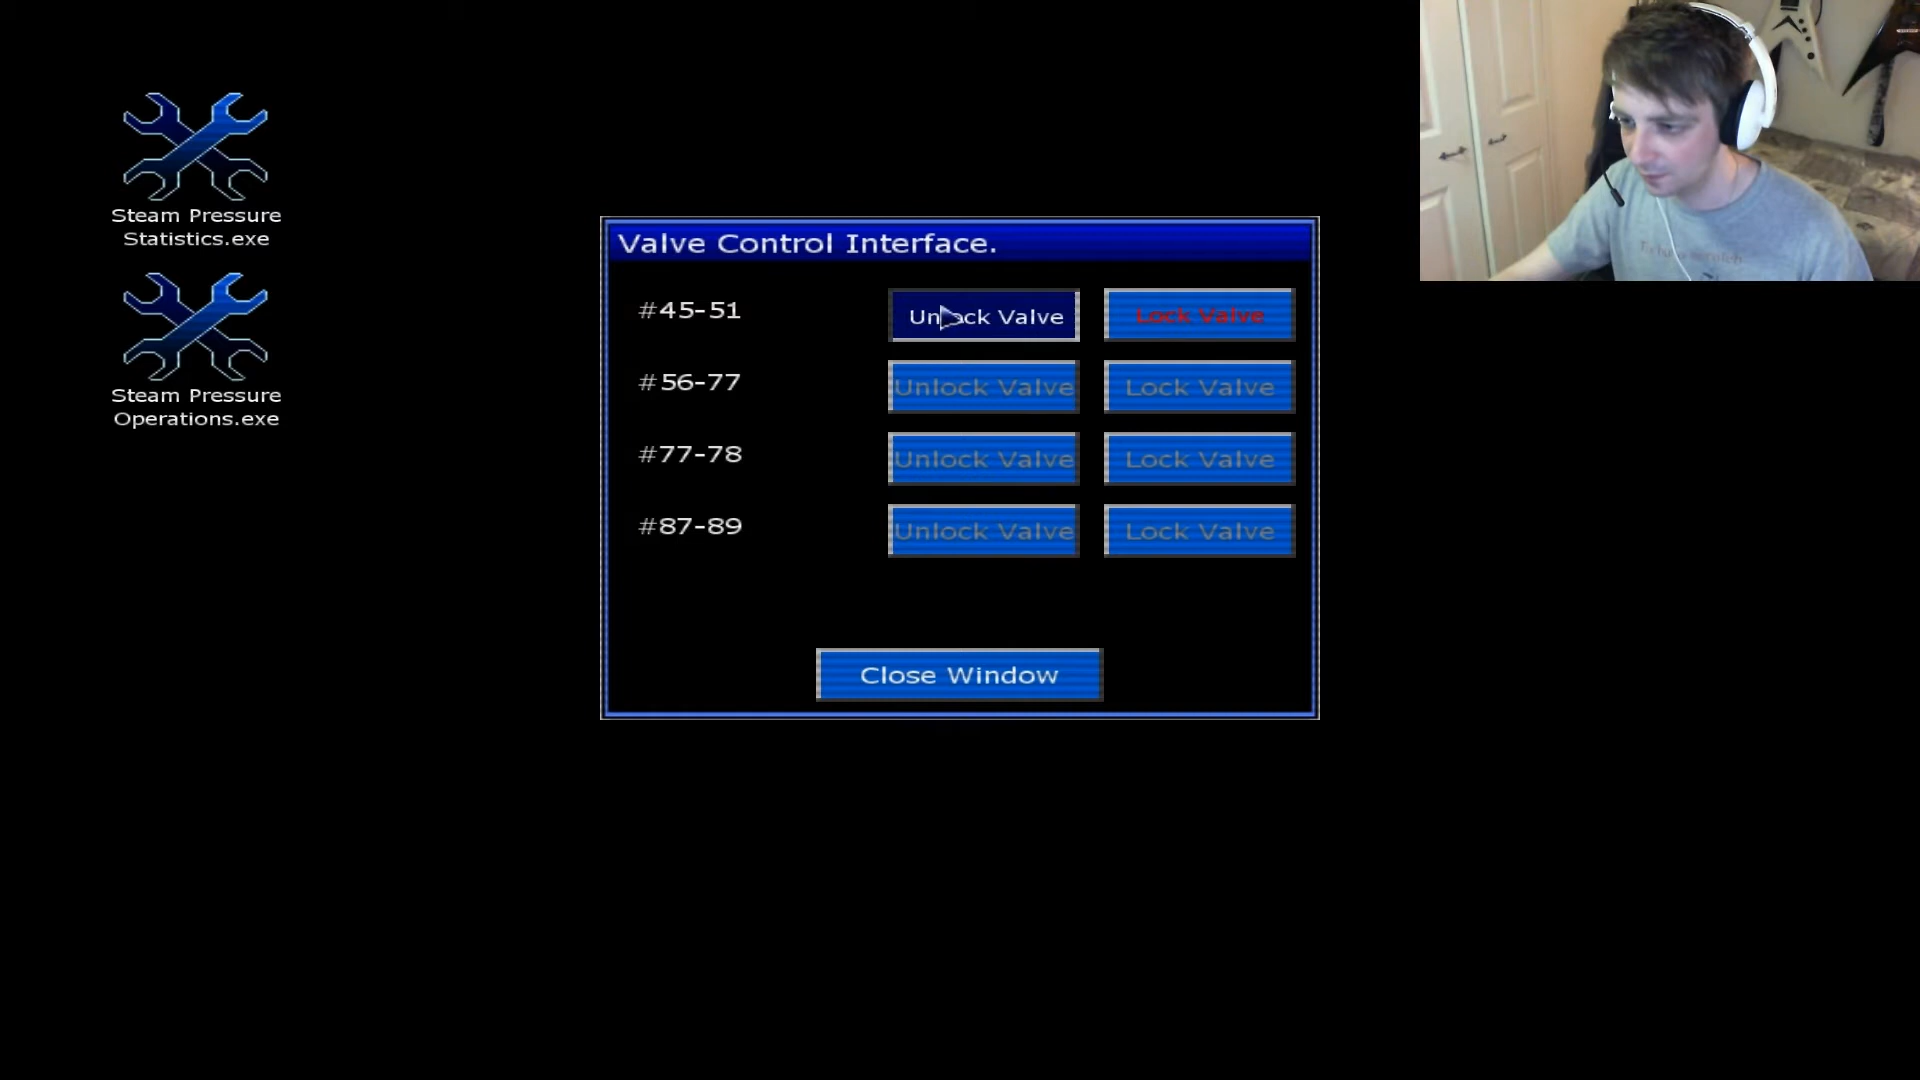 Steam Pressure
Statistics.exe
Steam Pressure
Operations.exe
Valve Control Interface.
#45-51 Unlock Valve Lock Valve
#56-77 Unlock Valve Lock Valve
#77-78 Unlock Valve Lock Valve
#87-89 Unlock Valve Lock Valve
Close Window